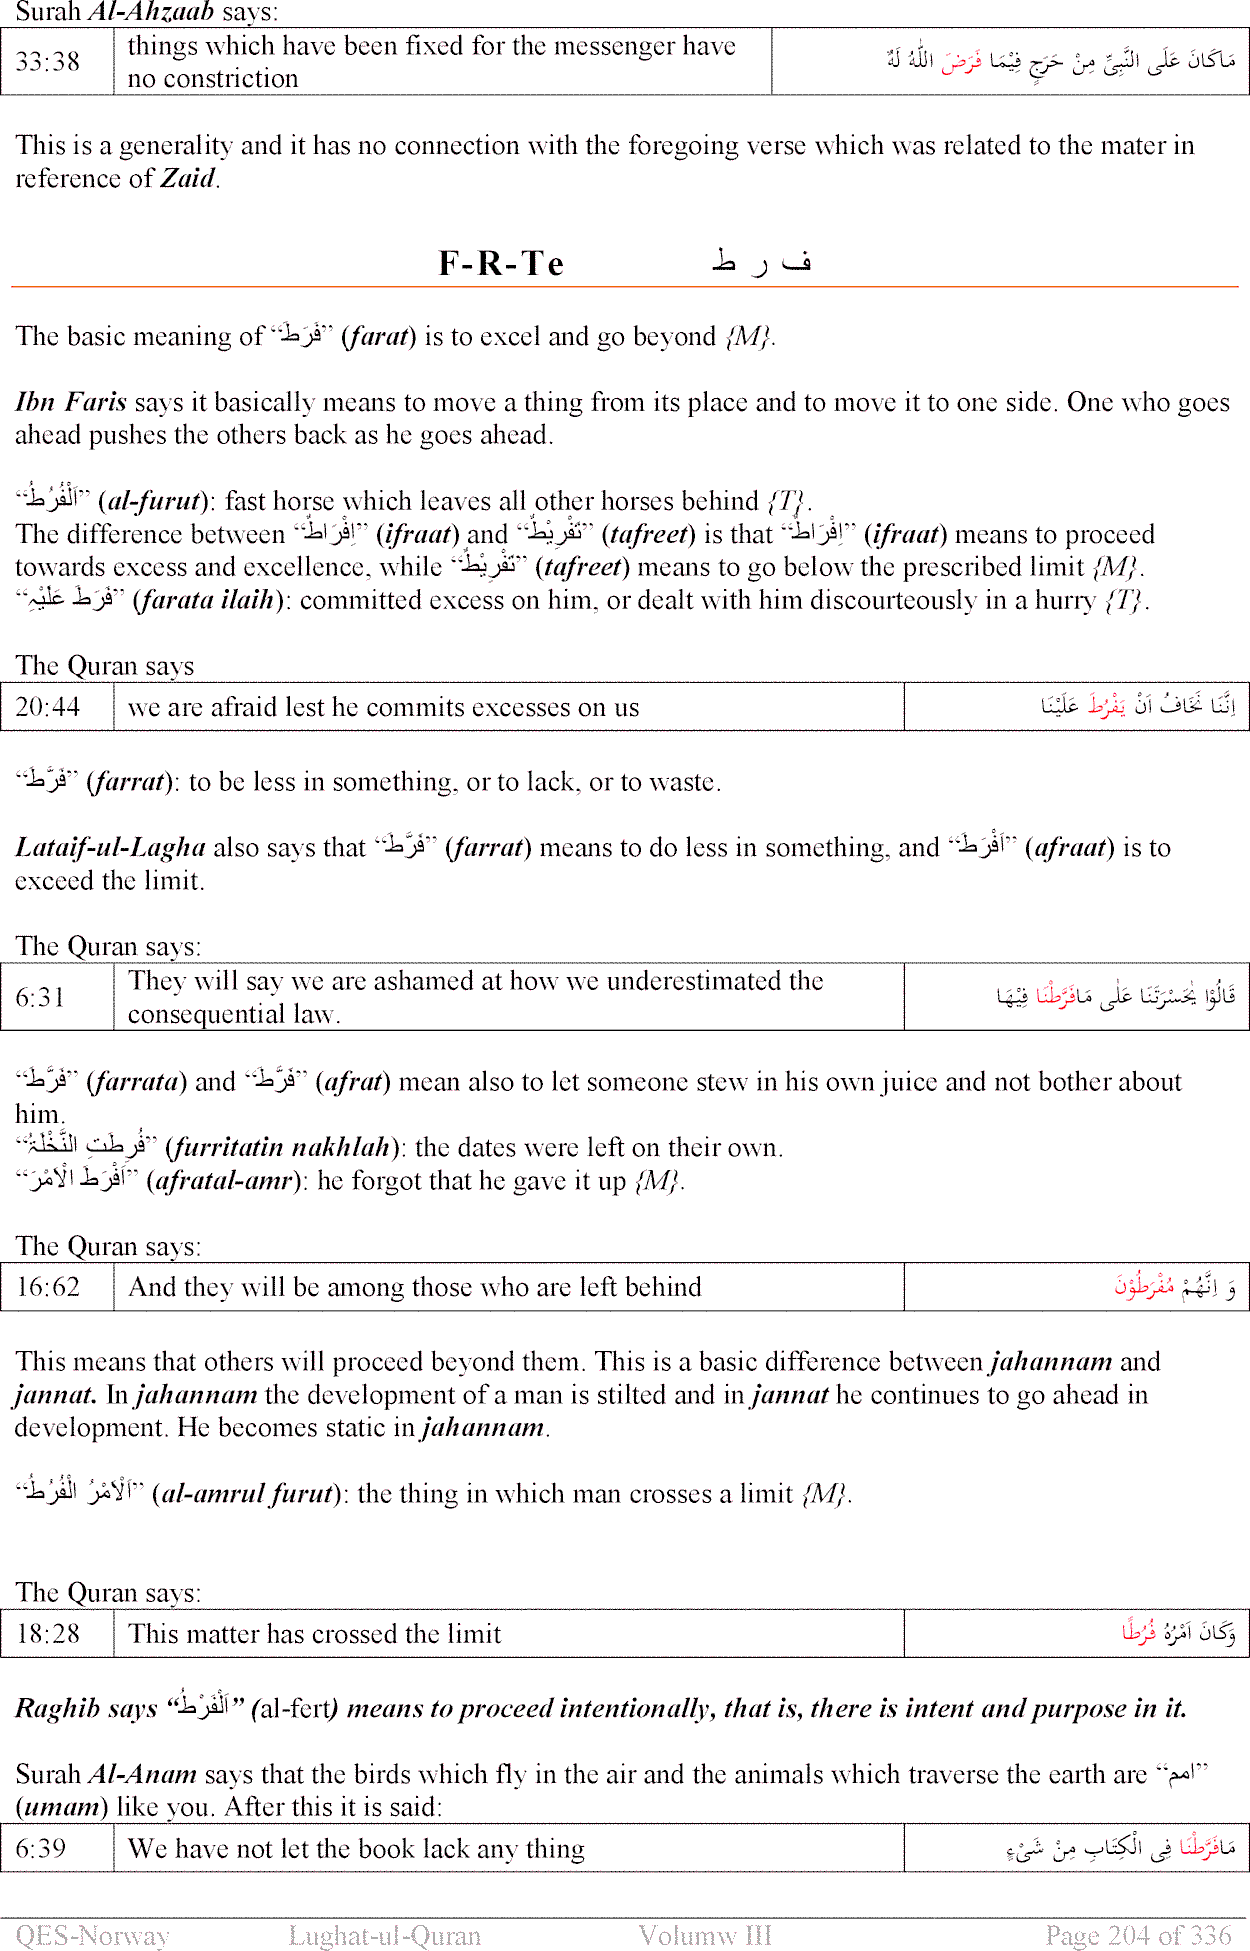 Surah Al-Ahzaab says:
33:38 things which have been fixed for the messenger have مَاكَانَ عَلَى النَّبِيِّ مِنْ حَرَجٍ فِيْمَا فَرَضَ اللّٰهُ لَهٗ
no constriction
This is a generality and it has no connection with the foregoing verse which was related to the mater in
reference of Zaid.
F-R-Te ف ر ط
The basic meaning of “فَرَطَ” (farat) is to excel and go beyond {M}.
Ibn Faris says it basically means to move a thing from its place and to move it to one side. One who goes
ahead pushes the others back as he goes ahead.
“اَلْفُرُطُ” (al-furut): fast horse which leaves all other horses behind {T}.
The difference between “اِفْرَاطٌ” (ifraat) and “تَفْرِيْطٌ” (tafreet) is that “اِفْرَاطٌ” (ifraat) means to proceed
towards excess and excellence, while “تَفْرِيْطٌ” (tafreet) means to go below the prescribed limit {M}.
“فَرَطَ عَلَيْہِ” (farata ilaih): committed excess on him, or dealt with him discourteously in a hurry {T}.
The Quran says
20:44 we are afraid lest he commits excesses on us اِنَّنَا نَخَافُ اَنْ يَفْرُطَ عَلَيْنَا
“فَرَّطَ” (farrat): to be less in something, or to lack, or to waste.
Lataif-ul-Lagha also says that “فَرَّطَ” (farrat) means to do less in something, and “اَفْرَطَ” (afraat) is to
exceed the limit.
The Quran says:
6:31 They will say we are ashamed at how we underestimated the قَالُوْا يٰحَسْرَتَنَا عَلٰى مَافَرَّطْنَا فِيْهَا
consequential law.
“فَرَّطَ” (farrata) and “فَرَّطَ” (afrat) mean also to let someone stew in his own juice and not bother about
him.
“فُرِطَتِ النَّخْلَۃُ” (furritatin nakhlah): the dates were left on their own.
“اَفْرَطَ الْاَمْرَ” (afratal-amr): he forgot that he gave it up {M}.
The Quran says:
16:62 And they will be among those who are left behind وَ اِنَّهُمْ مُفْرَطُوْنَ
This means that others will proceed beyond them. This is a basic difference between jahannam and
jannat. In jahannam the development of a man is stilted and in jannat he continues to go ahead in
development. He becomes static in jahannam.
“اَلْاَمْرُ الْفُرُطُ” (al-amrul furut): the thing in which man crosses a limit {M}.
The Quran says:
18:28 This matter has crossed the limit وَكَانَ اَمْرُهٗ فُرُطًا
Raghib says “اَلْفَرْطُ” (al-fert) means to proceed intentionally, that is, there is intent and purpose in it.
Surah Al-Anam says that the birds which fly in the air and the animals which traverse the earth are “امم”
(umam) like you. After this it is said:
6:39 We have not let the book lack any thing مَافَرَّطْنَا فِى الْكِتَابِ مِنْ شَىْءٍ
QES-Norway Lughat-ul-Quran Volumw III Page 204 of 336